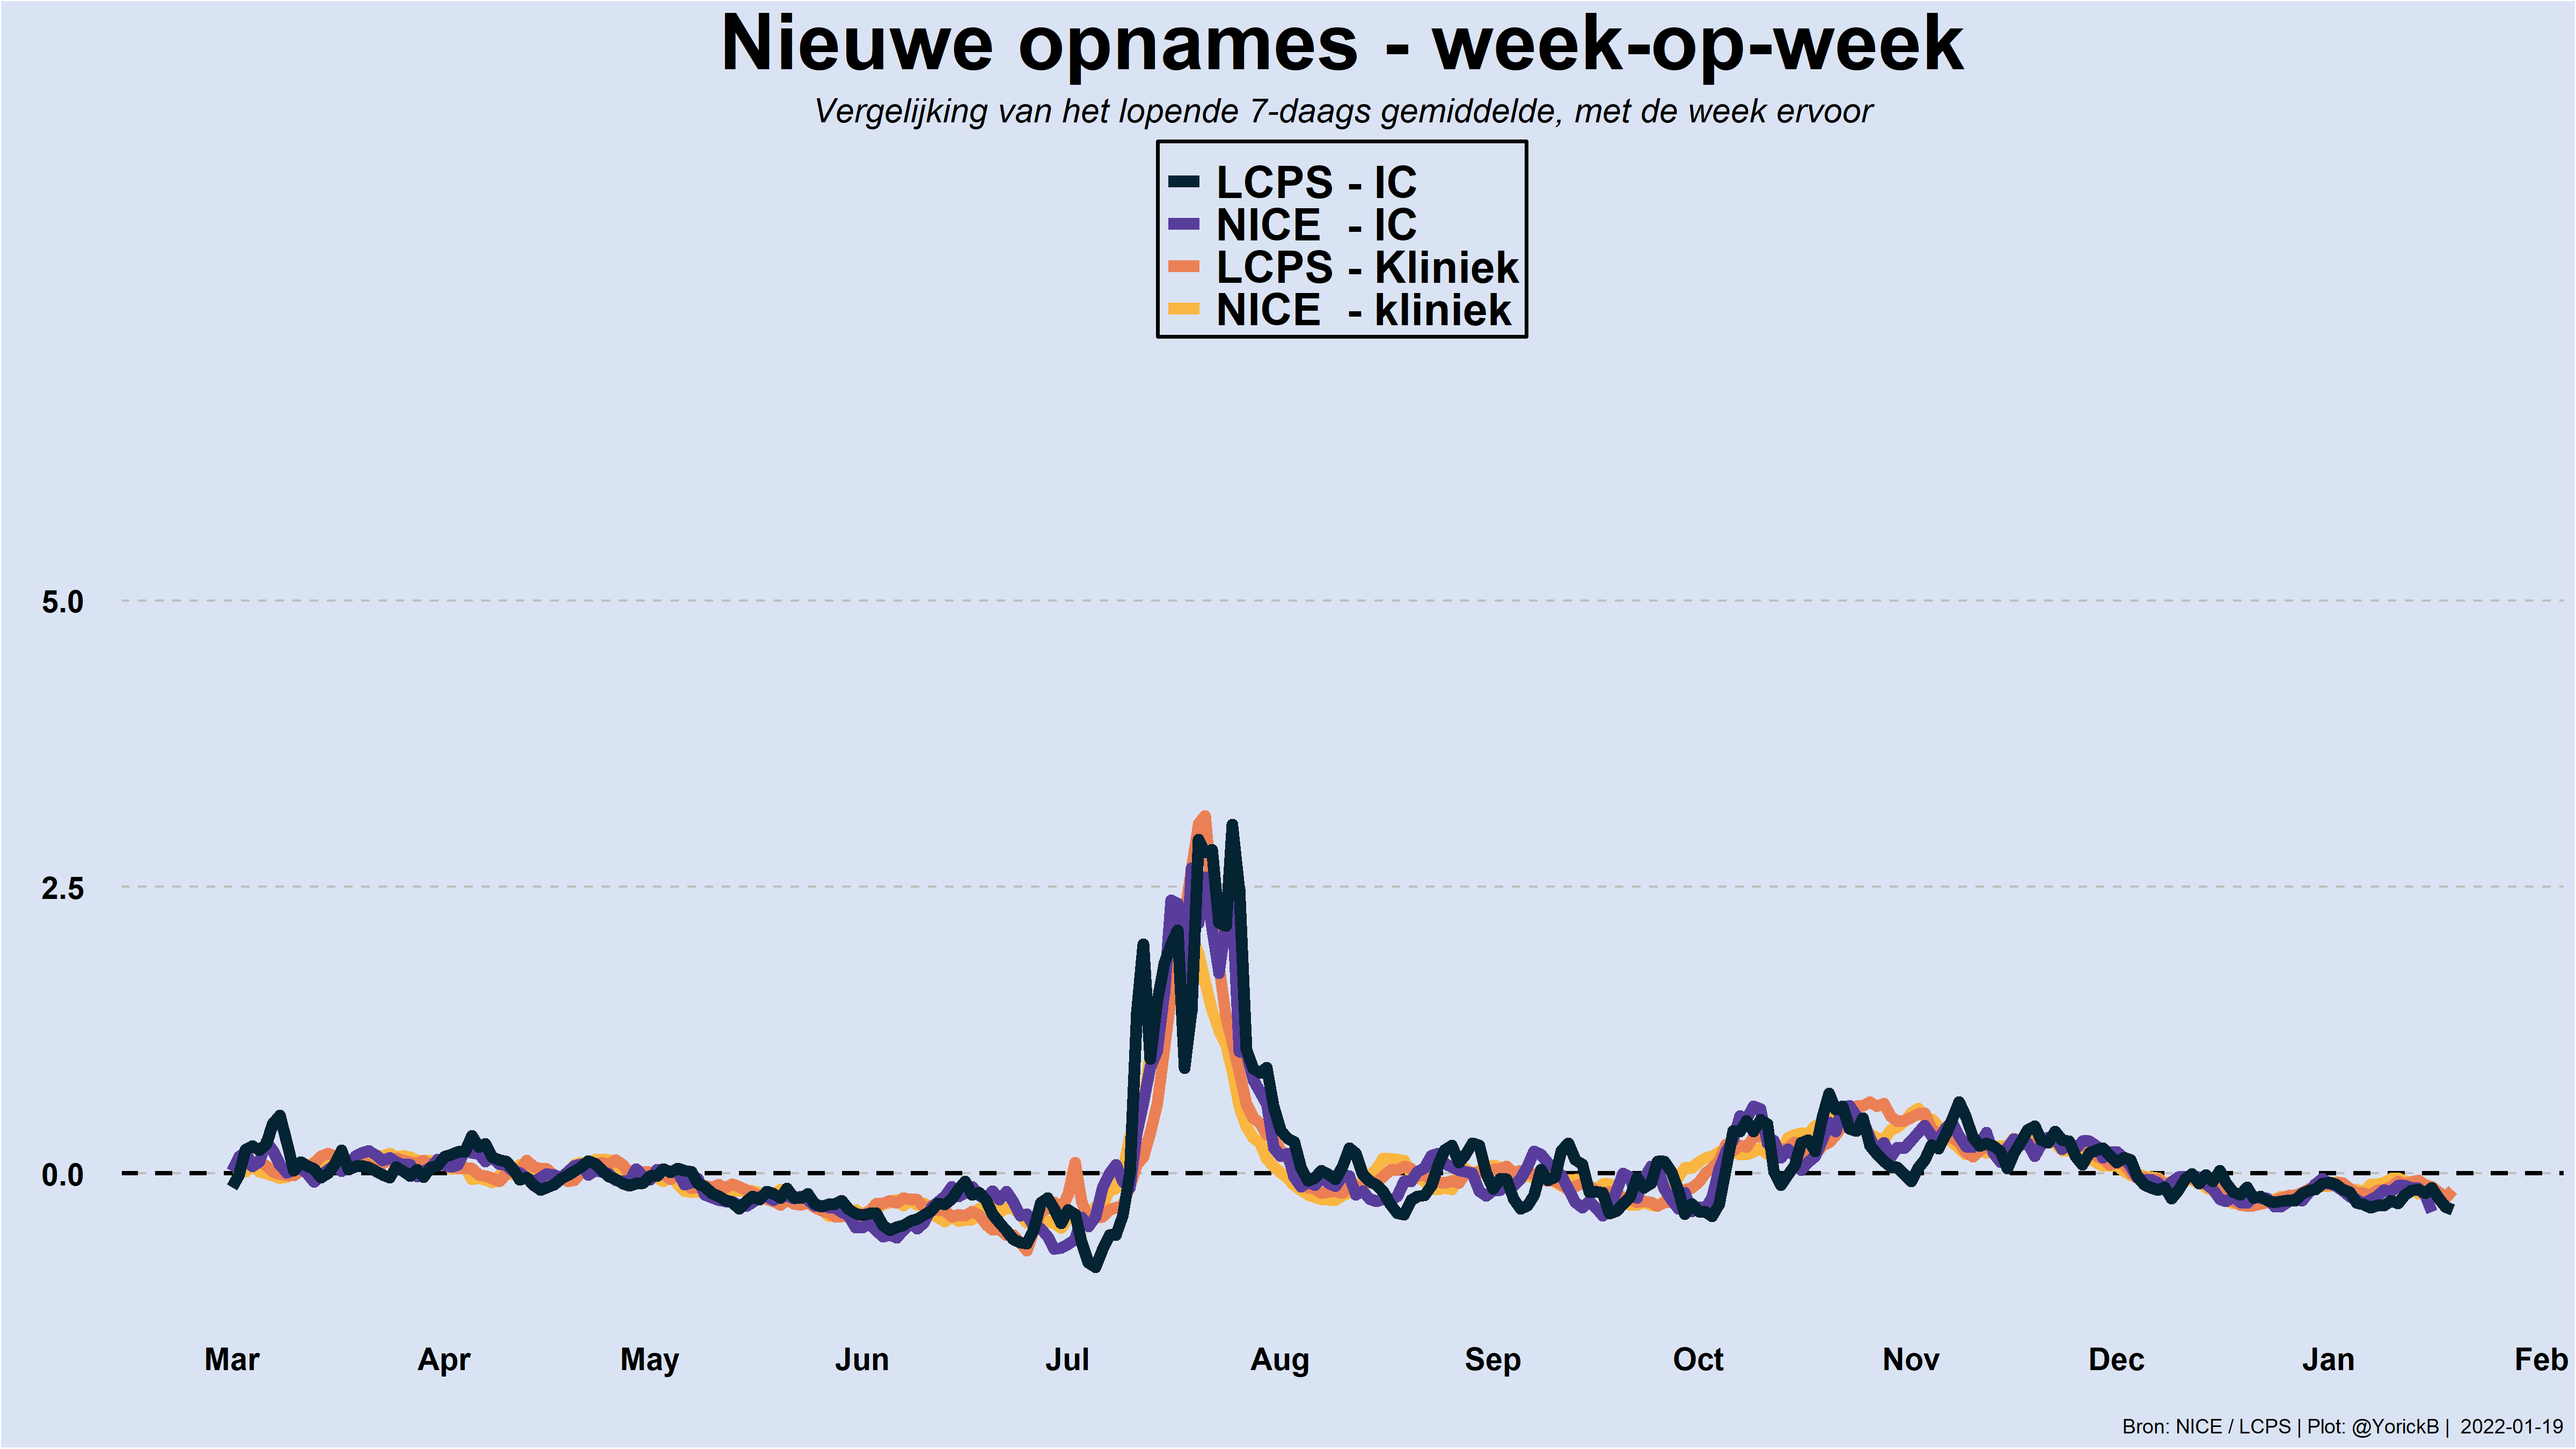 Nieuwe opnames - week-op-week
Vergelijking van het lopende 7-daags gemiddelde, met de week ervoor
LCPS - IC
NICE - IC
LCPS - Kliniek
NICE - kliniek
5.0
2.5
0.0
Mar Apr May Jun Jul Aug Sep Oct Nov Dec Jan Feb
Bron: NICE / LCPS | Plot: @YorickB | 2022-01-19